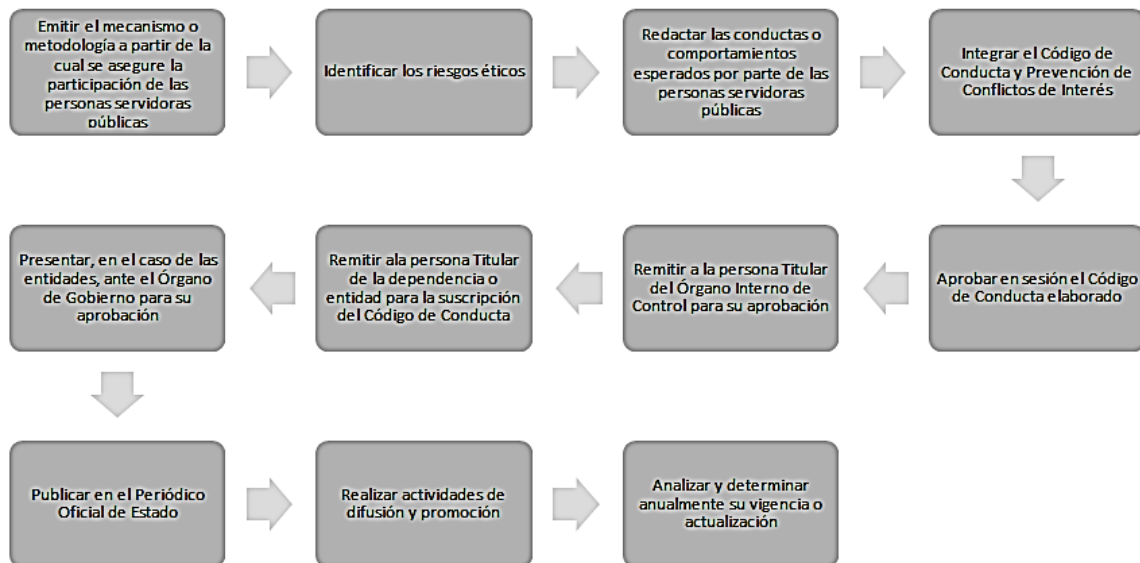 Emitir el mecanismo o
metodología a partir de la
cual se asegure la
participación de las
personas servidoras
públicas
Identificar los riesgos éticos
Redactar las conductas o
comportamientos
esperados por parte de las
personas servidoras
públicas
Integrar el Código de
Conducta y Prevención de
Conflictos de Interés
Aprobar en sesión el Código
de Conducta elaborado
Remitir a la persona Titular
del Órgano Interno de
Control para su aprobación
Remitir ala persona Titular
de la dependencia o
entidad para la suscripción
del Código de Conducta
Presentar, en el caso de las
entidades, ante el Órgano
de Gobierno para su
aprobación
Publicar en el Periódico
Oficial de Estado
Realizar actividades de
difusión y promoción
Analizar y determinar
anualmente su vigencia o
actualización